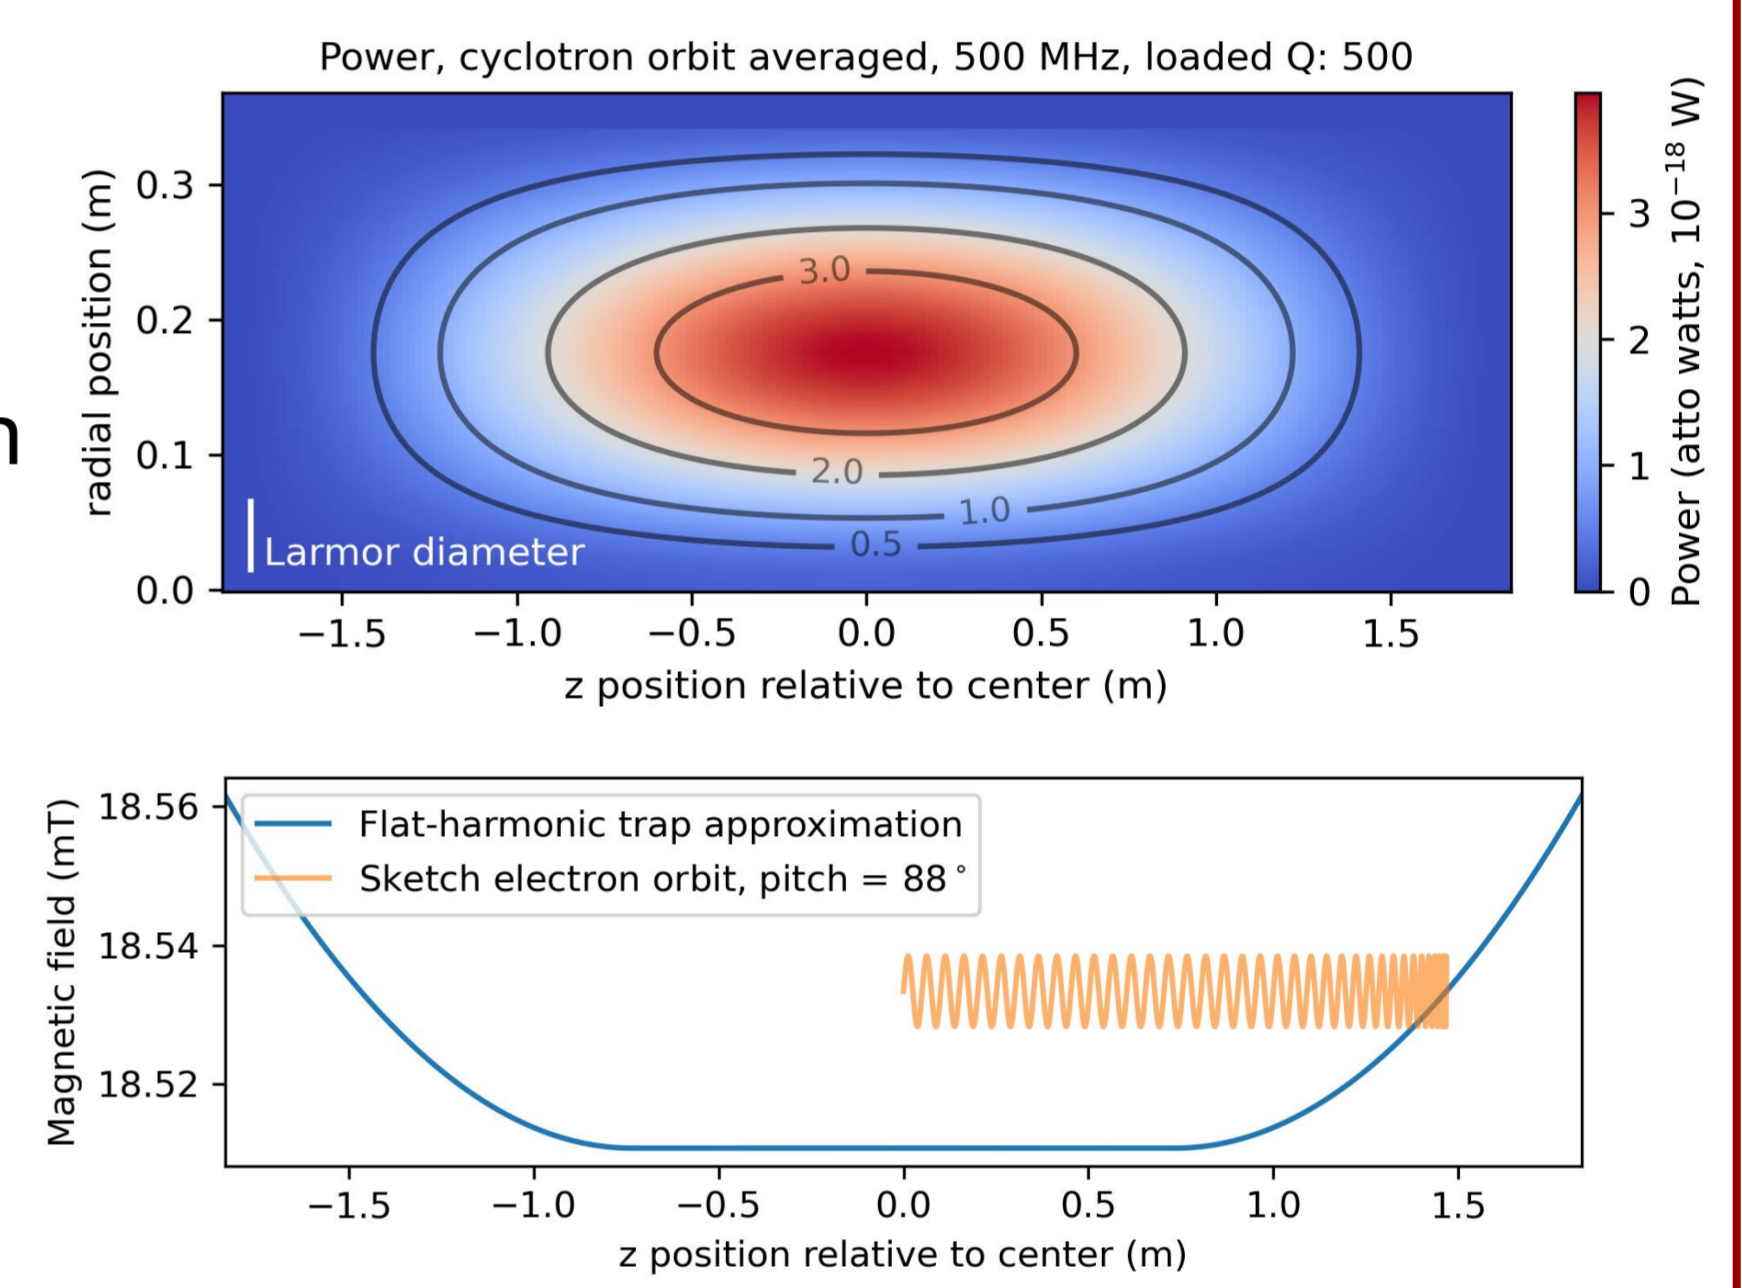 Power, cyclotron orbit averaged, 500 MHz, loaded Q: 500
radial position (m)
0.3
0.2
0.1
0.0
3.0
2.0
1.0
0.5
Larmor diameter
−1.5 −1.0 −0.5 0.0 0.5 1.0 1.5
z position relative to center (m)
3
2
1
0
Power (atto watts, 10⁻¹⁸ W)
n
Magnetic field (mT)
18.56
18.54
18.52
Flat-harmonic trap approximation
Sketch electron orbit, pitch = 88°
−1.5 −1.0 −0.5 0.0 0.5 1.0 1.5
z position relative to center (m)